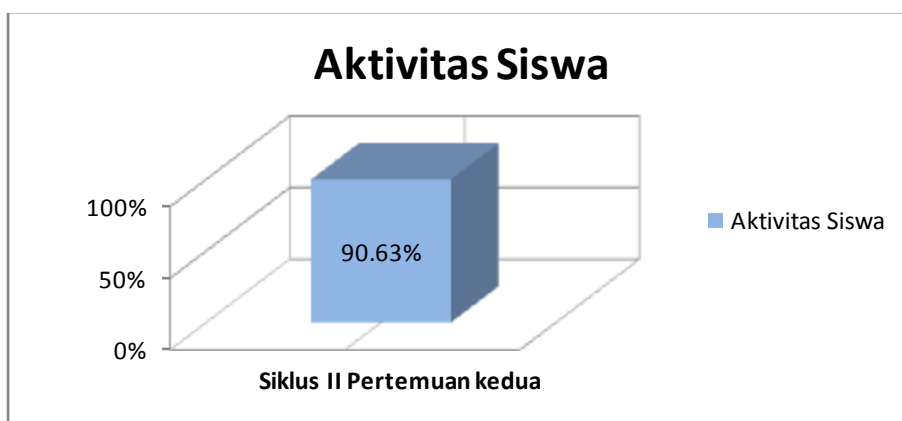 Aktivitas Siswa
100%
50%
0%
90.63%
Siklus II Pertemuan kedua
Aktivitas Siswa